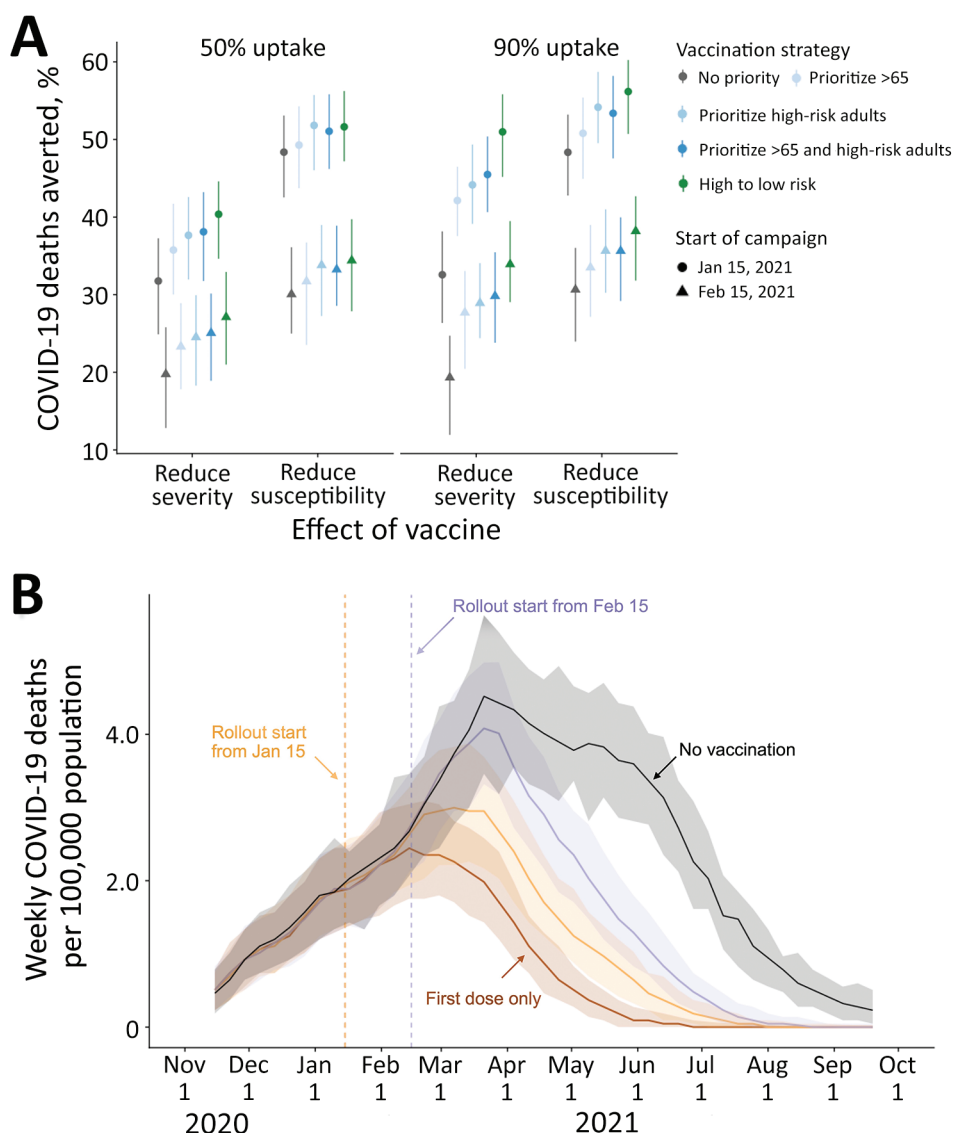 A
50% uptake
90% uptake
Vaccination strategy
No priority
Prioritize >65
Prioritize high-risk adults
Prioritize >65 and high-risk adults
High to low risk
Start of campaign
Jan 15, 2021
Feb 15, 2021
COVID-19 deaths averted, %
60
50
40
30
20
10
Reduce
severity
Reduce
susceptibility
Reduce
severity
Reduce
susceptibility
Effect of vaccine
B
Rollout start from Feb 15
Rollout start
from Jan 15
No vaccination
First dose only
Weekly COVID-19 deaths
per 100,000 population
4.0
2.0
0
Nov Dec Jan Feb Mar Apr May Jun Jul Aug Sep Oct
1 1 1 1 1 1 1 1 1 1 1 1
2020 2021